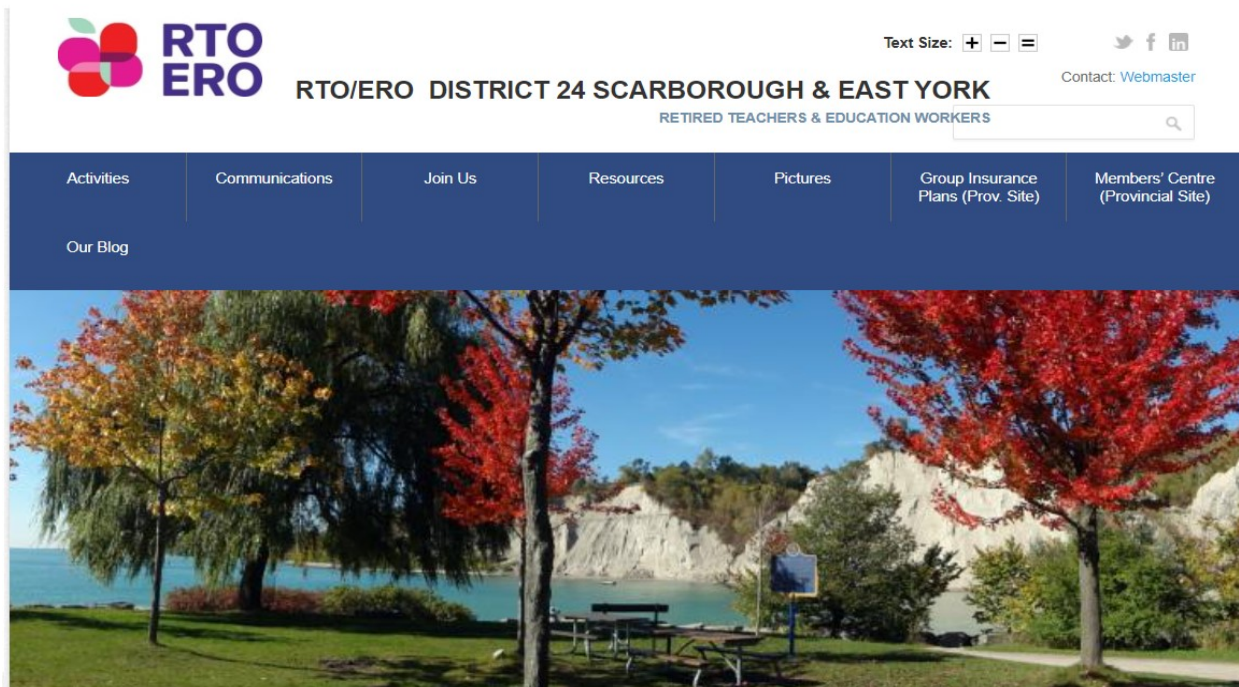 RTO
ERO
Text Size: + − =
Contact: Webmaster
RTO/ERO DISTRICT 24 SCARBOROUGH & EAST YORK
RETIRED TEACHERS & EDUCATION WORKERS
Activities
Communications
Join Us
Resources
Pictures
Group Insurance
Plans (Prov. Site)
Members' Centre
(Provincial Site)
Our Blog